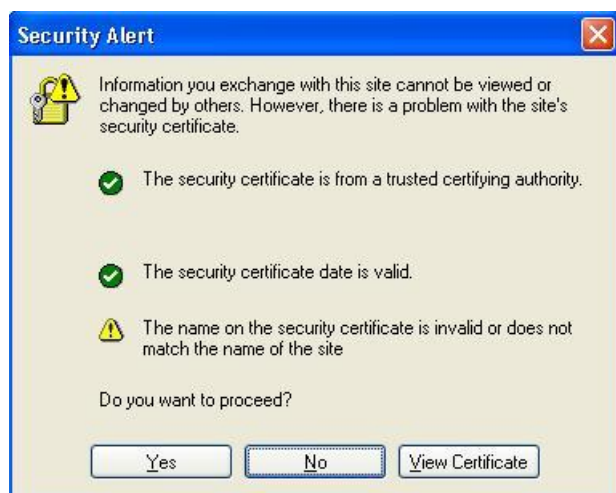 Security Alert
Information you exchange with this site cannot be viewed or
changed by others. However, there is a problem with the site's
security certificate.
The security certificate is from a trusted certifying authority.
The security certificate date is valid.
The name on the security certificate is invalid or does not
match the name of the site
Do you want to proceed?
Yes No View Certificate